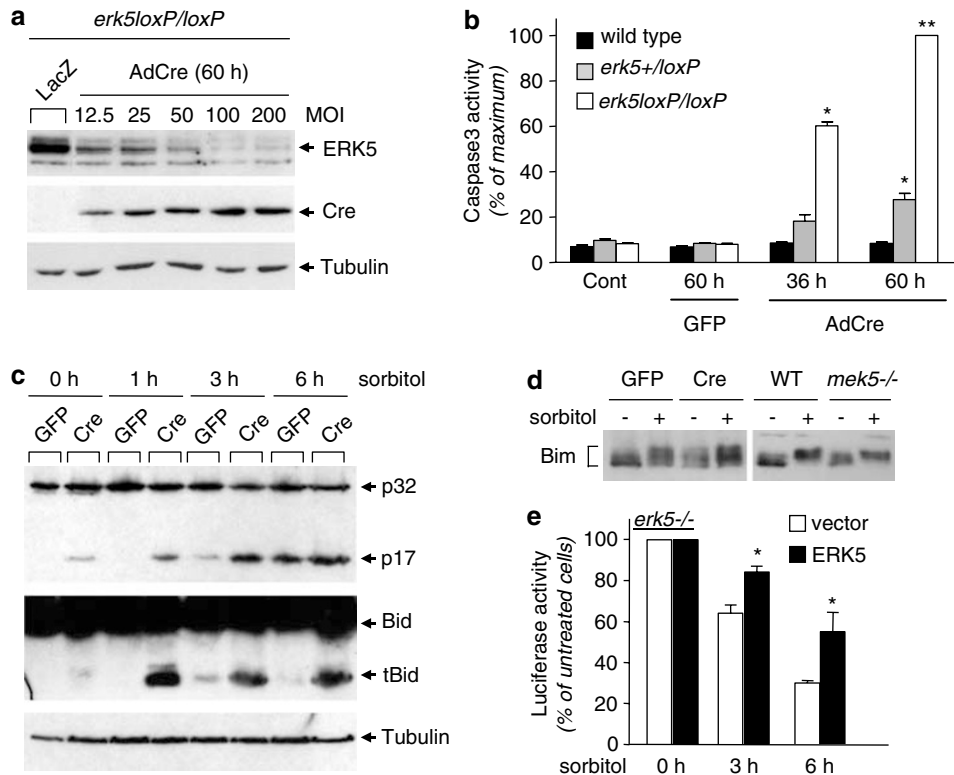 a
erk5loxP/loxP
LacZ
AdCre (60 h)
12.5 25 50 100 200 MOI
ERK5
Cre
Tubulin
b
wild type
erk5+/loxP
erk5loxP/loxP
Caspase3 activity
(% of maximum)
100
80
60
40
20
0
*
*
**
Cont 60 h 36 h 60 h
GFP AdCre
c
0 h 1 h 3 h 6 h sorbitol
GFP Cre GFP Cre GFP Cre GFP Cre
p32
p17
Bid
tBid
Tubulin
d
GFP Cre WT mek5-/-
sorbitol - + - + - + - +
Bim
e
erk5-/-
vector
ERK5
Luciferase activity
(% of untreated cells)
100
80
60
40
20
00
*
*
sorbitol 0 h 3 h 6 h